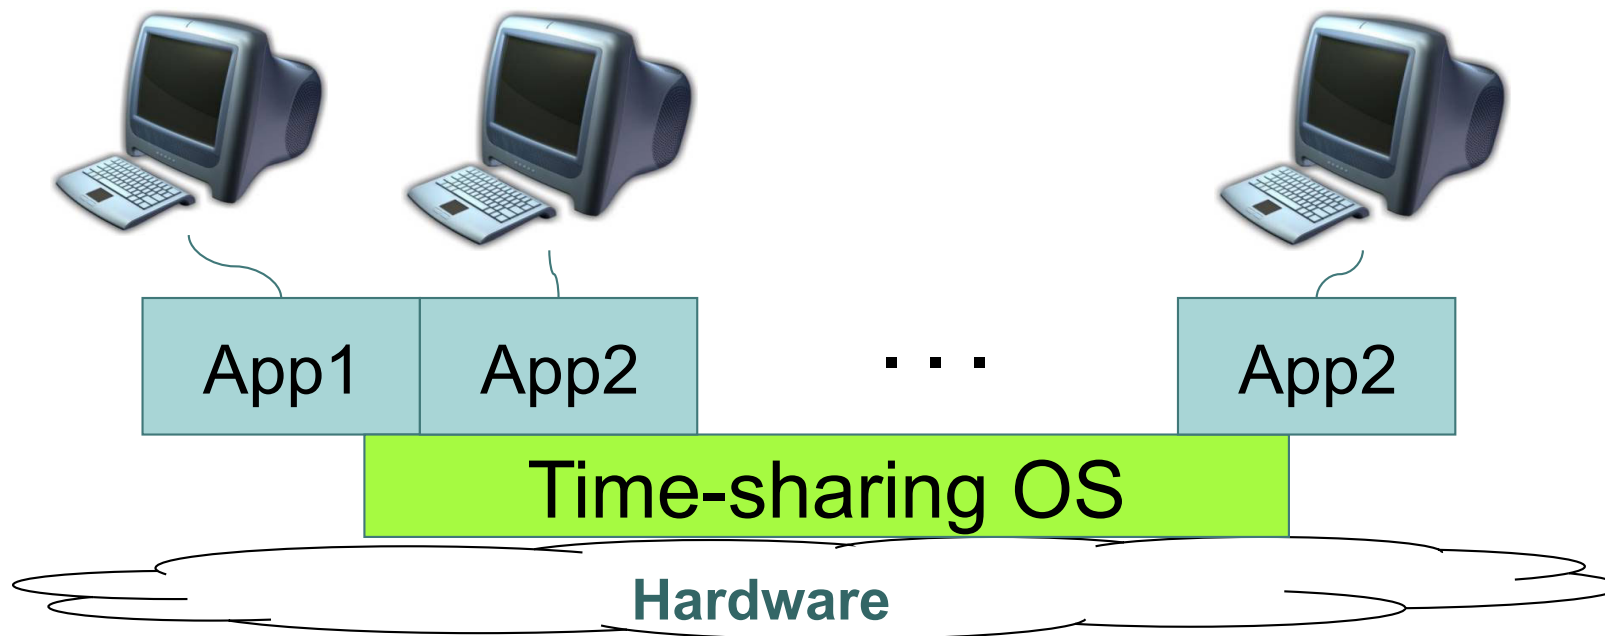 App1
App2
. . .
App2
Time-sharing OS
Hardware